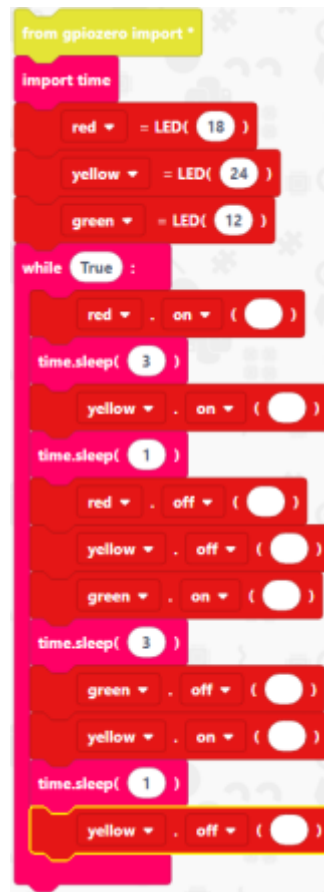 from gpiozero import *
import time
red = LED( 18 )
yellow = LED( 24 )
green = LED( 12 )
while True :
red . on ( )
time.sleep( 3 )
yellow . on ( )
time.sleep( 1 )
red . off ( )
yellow . off ( )
green . on ( )
time.sleep( 3 )
green . off ( )
yellow . on ( )
time.sleep( 1 )
yellow . off ( )